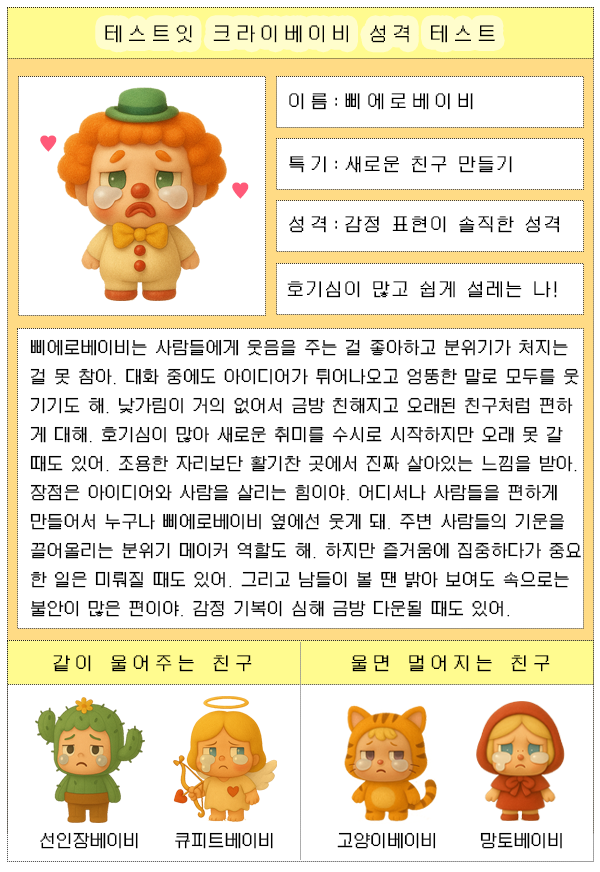 테스트잇 크라이베이비 성격 테스트
이름:삐에로베이비
특기:새로운 친구 만들기
성격:감정 표현이 솔직한 성격
호기심이 많고 쉽게 설레는 나!
삐에로베이비는 사람들에게 웃음을 주는 걸 좋아하고 분위기가 처지는
걸 못 참아. 대화 중에도 아이디어가 튀어나오고 엉뚱한 말로 모두를 웃
기기도 해. 낯가림이 거의 없어서 금방 친해지고 오래된 친구처럼 편하
게 대해. 호기심이 많아 새로운 취미를 수시로 시작하지만 오래 못 갈
때도 있어. 조용한 자리보단 활기찬 곳에서 진짜 살아있는 느낌을 받아.
장점은 아이디어와 사람을 살리는 힘이야. 어디서나 사람들을 편하게
만들어서 누구나 삐에로베이비 옆에선 웃게 돼. 주변 사람들의 기운을
끌어올리는 분위기 메이커 역할도 해. 하지만 즐거움에 집중하다가 중요
한 일은 미뤄질 때도 있어. 그리고 남들이 볼 땐 밝아 보여도 속으로는
불안이 많은 편이야. 감정 기복이 심해 금방 다운될 때도 있어.
같이 울어주는 친구
울면 멀어지는 친구
선인장베이비
큐피트베이비
고양이베이비
망토베이비